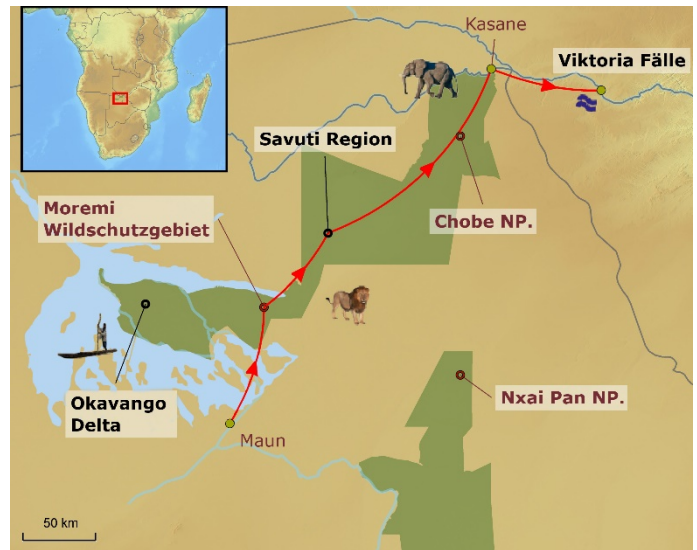 Kasane
Viktoria Fälle
Savuti Region
Moremi
Wildschutzgebiet
Chobe NP.
Okavango
Delta
Nxai Pan NP.
Maun
50 km